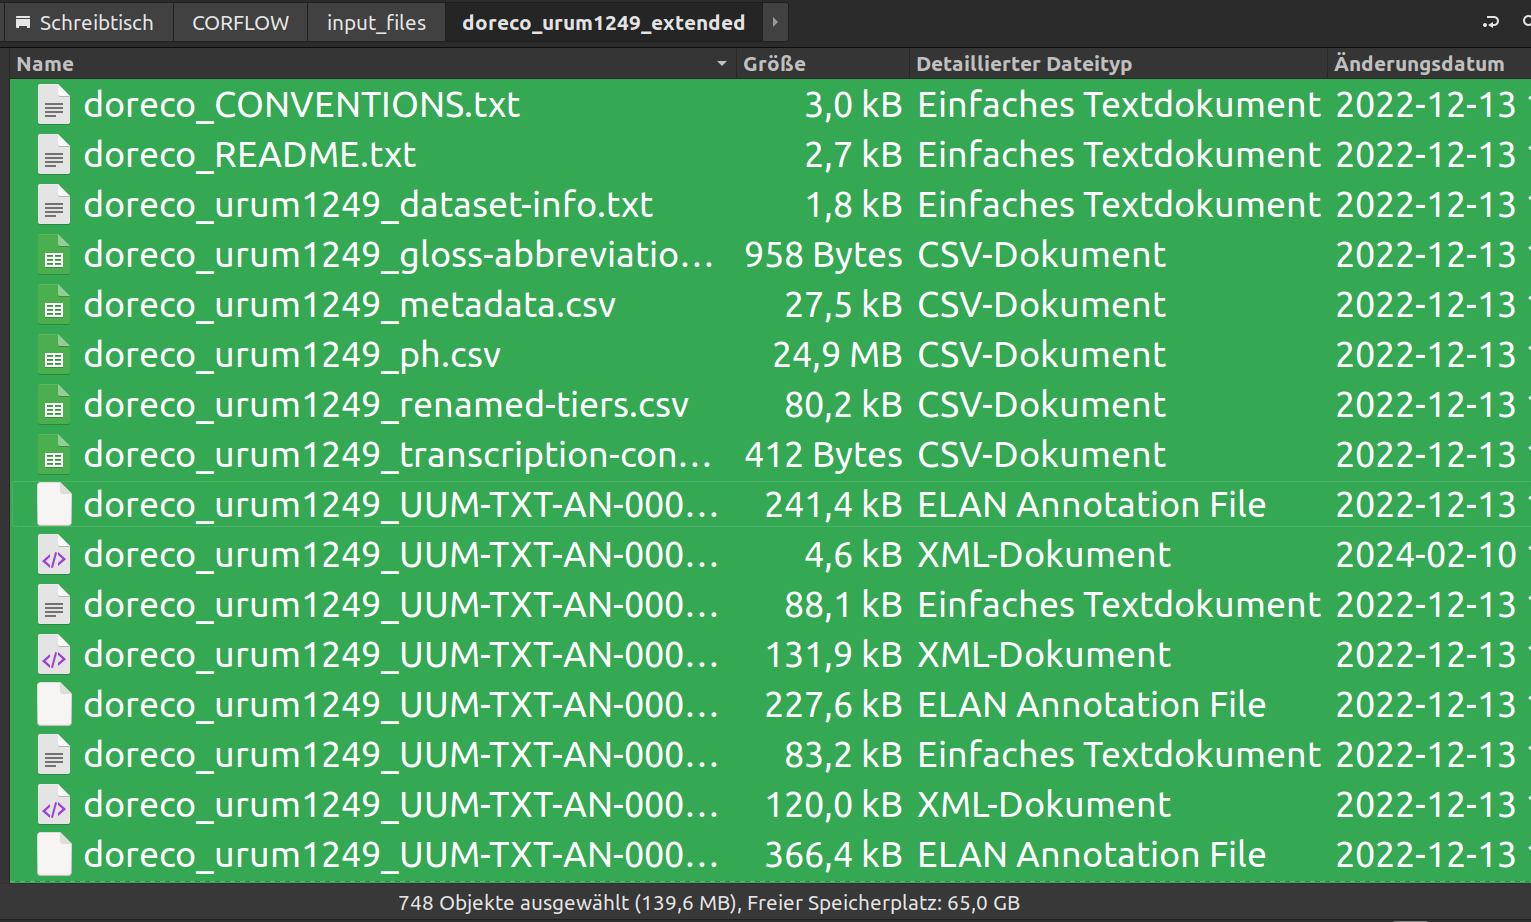 Schreibtisch CORFLOW input_files doreco_urum1249_extended
Name Größe Detaillierter Dateityp Änderungsdatum
doreco_CONVENTIONS.txt 3,0 kB Einfaches Textdokument 2022-12-13
doreco_README.txt 2,7 kB Einfaches Textdokument 2022-12-13
doreco_urum1249_dataset-info.txt 1,8 kB Einfaches Textdokument 2022-12-13
doreco_urum1249_gloss-abbreviatio… 958 Bytes CSV-Dokument 2022-12-13
doreco_urum1249_metadata.csv 27,5 kB CSV-Dokument 2022-12-13
doreco_urum1249_ph.csv 24,9 MB CSV-Dokument 2022-12-13
doreco_urum1249_renamed-tiers.csv 80,2 kB CSV-Dokument 2022-12-13
doreco_urum1249_transcription-con… 412 Bytes CSV-Dokument 2022-12-13
doreco_urum1249_UUM-TXT-AN-000… 241,4 kB ELAN Annotation File 2022-12-13
doreco_urum1249_UUM-TXT-AN-000… 4,6 kB XML-Dokument 2024-02-10
doreco_urum1249_UUM-TXT-AN-000… 88,1 kB Einfaches Textdokument 2022-12-13
doreco_urum1249_UUM-TXT-AN-000… 131,9 kB XML-Dokument 2022-12-13
doreco_urum1249_UUM-TXT-AN-000… 227,6 kB ELAN Annotation File 2022-12-13
doreco_urum1249_UUM-TXT-AN-000… 83,2 kB Einfaches Textdokument 2022-12-13
doreco_urum1249_UUM-TXT-AN-000… 120,0 kB XML-Dokument 2022-12-13
doreco_urum1249_UUM-TXT-AN-000… 366,4 kB ELAN Annotation File 2022-12-13
748 Objekte ausgewählt (139,6 MB), Freier Speicherplatz: 65,0 GB